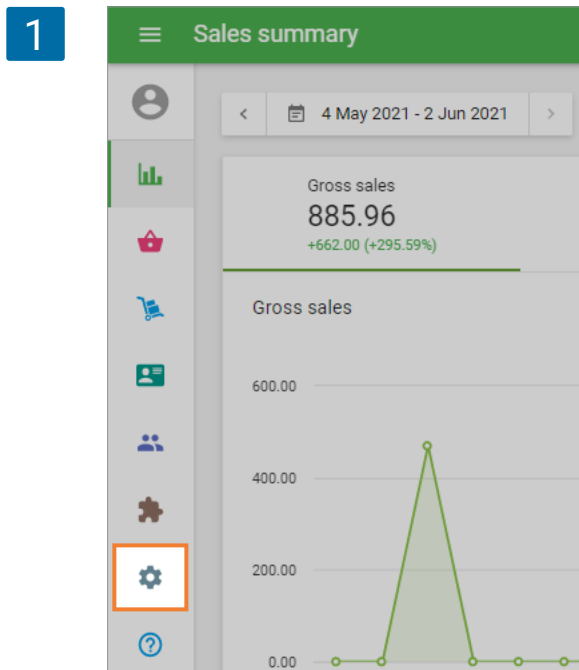 1
Sales summary
4 May 2021 - 2 Jun 2021
Gross sales
885.96
+662.00 (+295.59%)
Gross sales
600.00
400.00
200.00
0.00